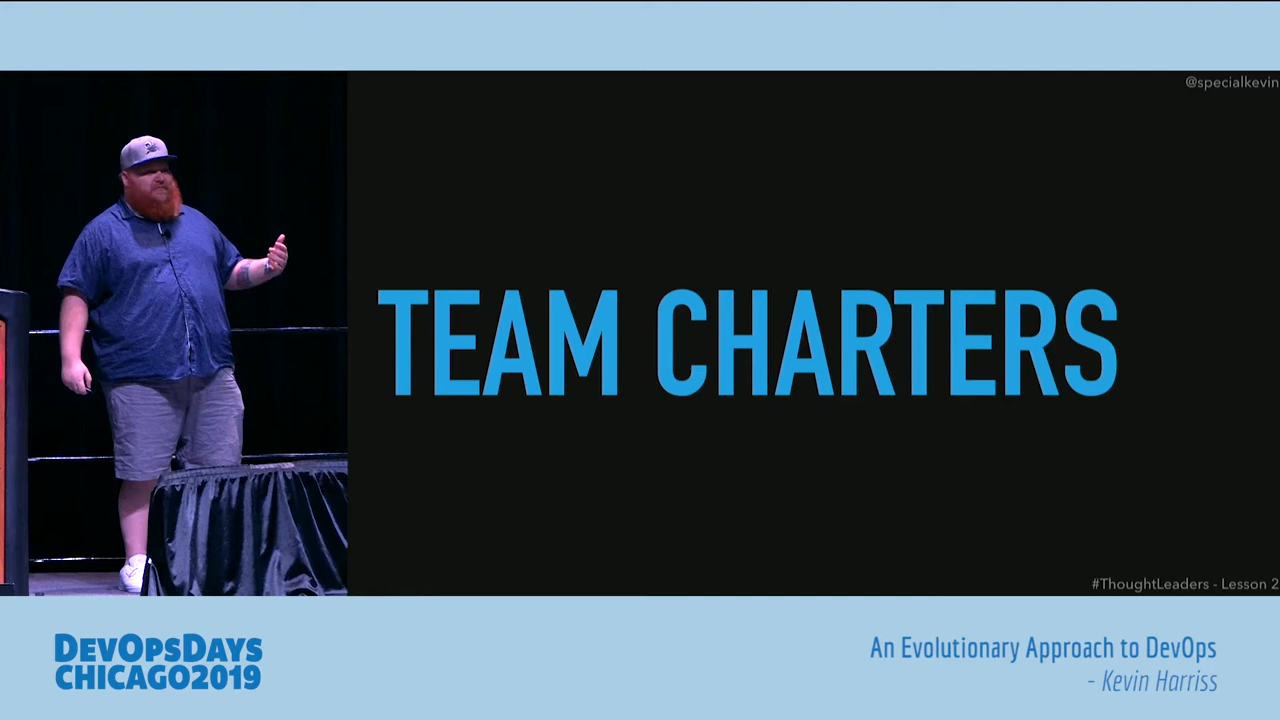 @specialkevin
TEAM CHARTERS
#ThoughtLeaders - Lesson 2
DEVOPSDAYS
CHICAGO2019
An Evolutionary Approach to DevOps
- Kevin Harriss